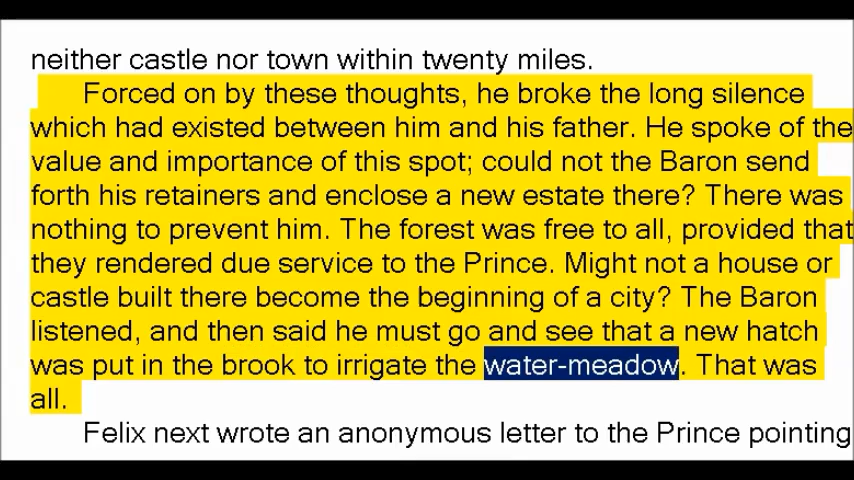 neither castle nor town within twenty miles.
Forced on by these thoughts, he broke the long silence
which had existed between him and his father. He spoke of the
value and importance of this spot; could not the Baron send
forth his retainers and enclose a new estate there? There was
nothing to prevent him. The forest was free to all, provided that
they rendered due service to the Prince. Might not a house or
castle built there become the beginning of a city? The Baron
listened, and then said he must go and see that a new hatch
was put in the brook to irrigate the water-meadow. That was
all.
Felix next wrote an anonymous letter to the Prince pointing